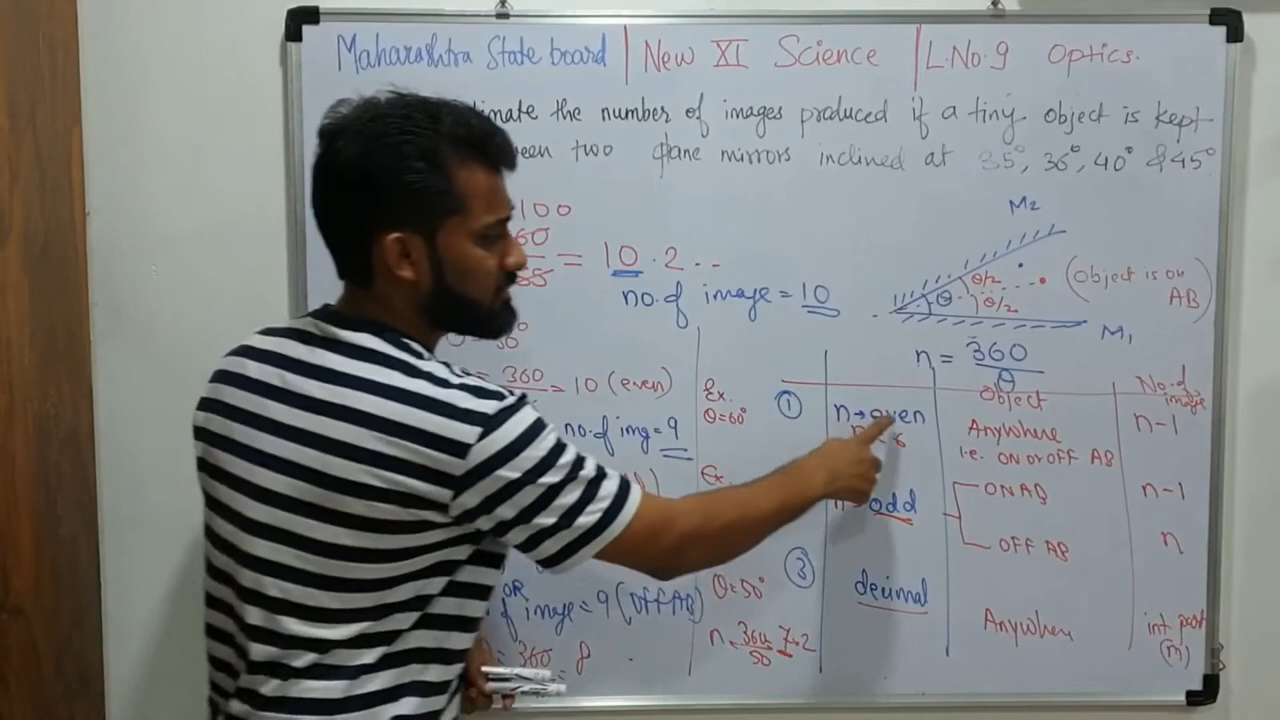 Maharashtra State board | New XI Science | L.No.9 Optics.
the number of images produced if a tiny object is kept
two plane mirrors inclined at 35°, 36°, 40° & 45°
100
= 10.2 ..
no. of image = 10
M2
θ/2
θ
θ/2
(Object is on AB)
M1
n = 360/θ
360 = 10 (even)
no. of img = 9
OR
image = 9 (Off AB)
= 360 = 8
Ex.
θ=60°
Ex.
θ=50°
n = 360/50 = 7.2
Object
No. of image
①
n→even
Anywhere
i.e. ON or OFF AB
n-1
odd
ON AB
n-1
OFF AB
n
③
decimal
Anywhere
int part
(m)